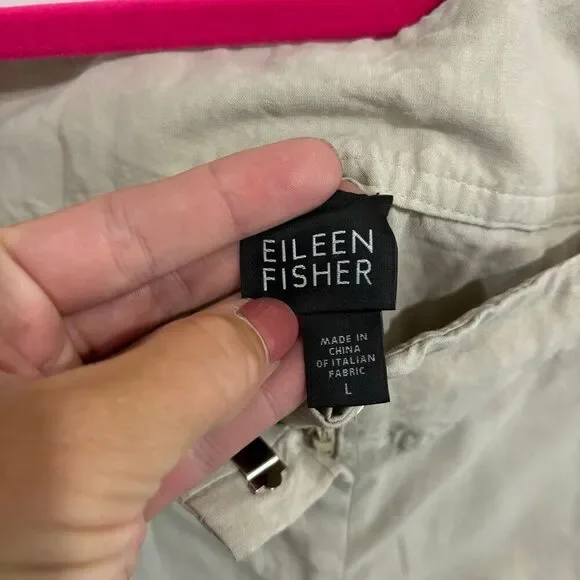 EILEEN
FISHER
MADE IN
CHINA
OF ITALIAN
FABRIC
L